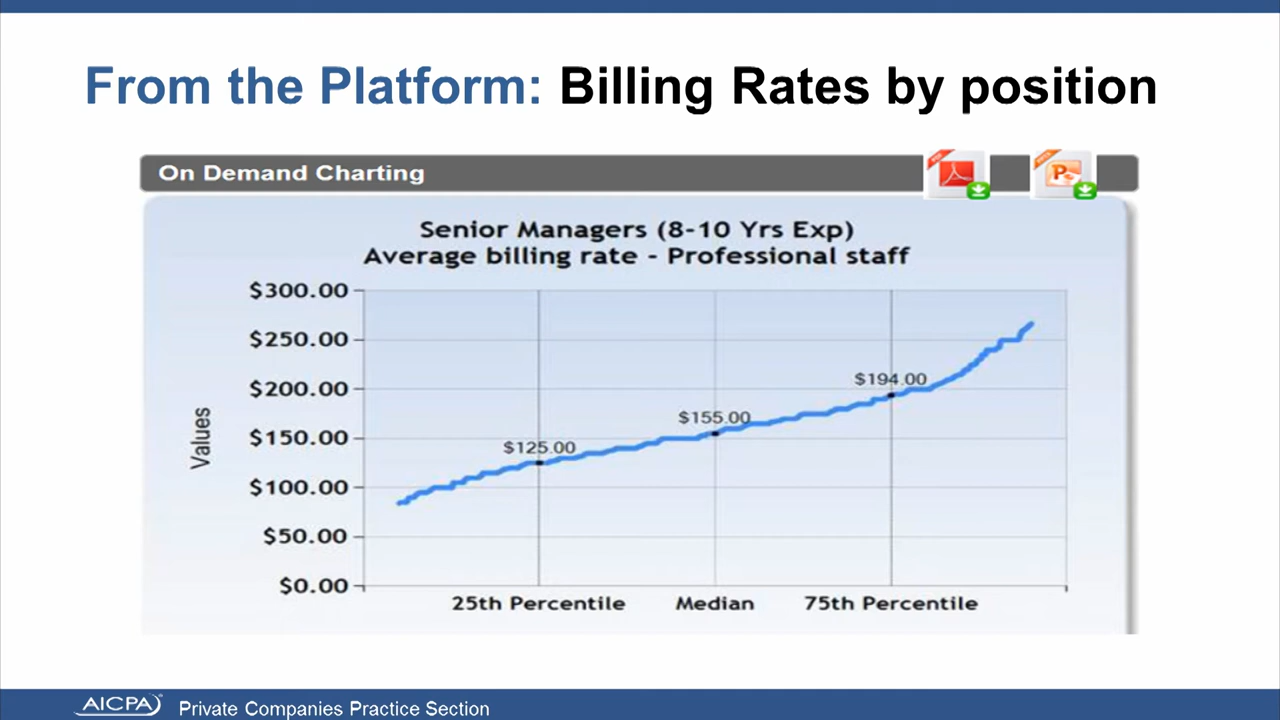 From the Platform: Billing Rates by position
On Demand Charting
Senior Managers (8-10 Yrs Exp)
Average billing rate - Professional staff
$300.00
$250.00
$200.00
$150.00
$100.00
$50.00
$0.00
Values
$125.00
$155.00
$194.00
25th Percentile
Median
75th Percentile
AICPA
Private Companies Practice Section